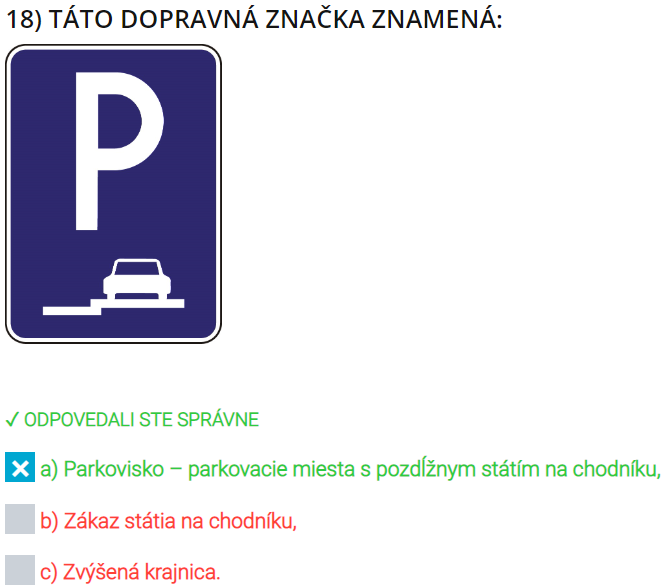 18) TÁTO DOPRAVNÁ ZNAČKA ZNAMENÁ:
P
✓ ODPOVEDALI STE SPRÁVNE
a) Parkovisko – parkovacie miesta s pozdĺžnym státím na chodníku,
b) Zákaz státia na chodníku,
c) Zvýšená krajnica.